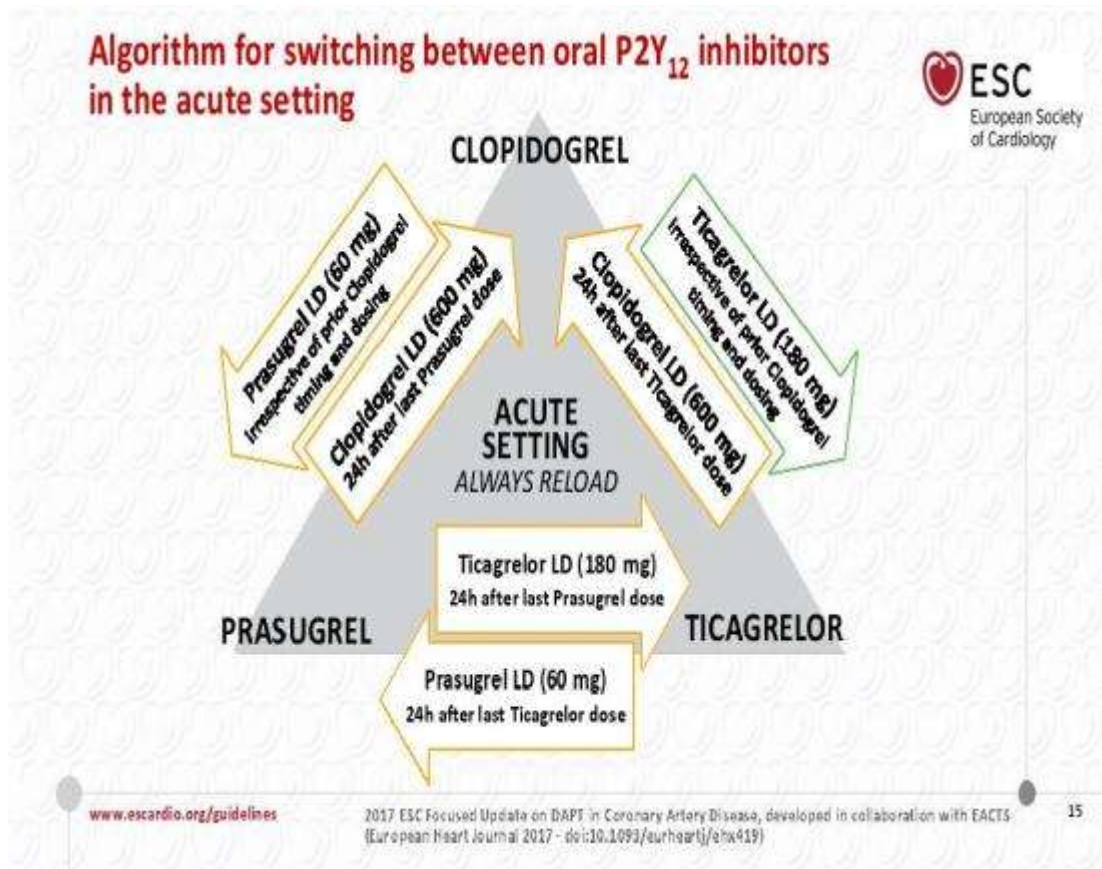 Algorithm for switching between oral P2Y12 inhibitors
in the acute setting
ESC
European Society
of Cardiology
CLOPIDOGREL
Prasugrel LD (60 mg)
Irrespective of prior Clopidogrel
timing and dosing
Clopidogrel LD (600 mg)
24h after last Prasugrel dose
Clopidogrel LD (600 mg)
24h after last Ticagrelor dose
Ticagrelor LD (180 mg)
Irrespective of prior Clopidogrel
timing and dosing
ACUTE
SETTING
ALWAYS RELOAD
Ticagrelor LD (180 mg)
24h after last Prasugrel dose
PRASUGREL
TICAGRELOR
Prasugrel LD (60 mg)
24h after last Ticagrelor dose
www.escardio.org/guidelines
2017 ESC Focused Update on DAPT in Coronary Artery Disease, developed in collaboration with EACTS
(European Heart Journal 2017 - doi:10.1093/eurheartj/ehx419)
15